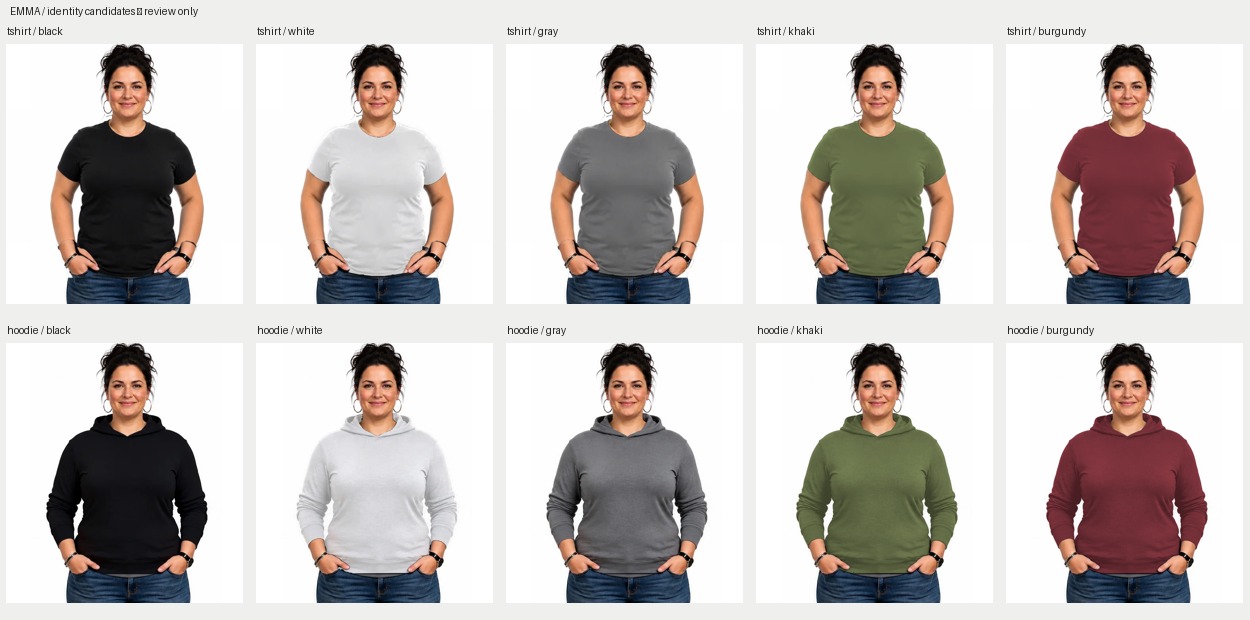 EMMA / identity candidates▯review only
tshirt / black
tshirt / white
tshirt / gray
tshirt / khaki
tshirt / burgundy
hoodie / black
hoodie / white
hoodie / gray
hoodie / khaki
hoodie / burgundy